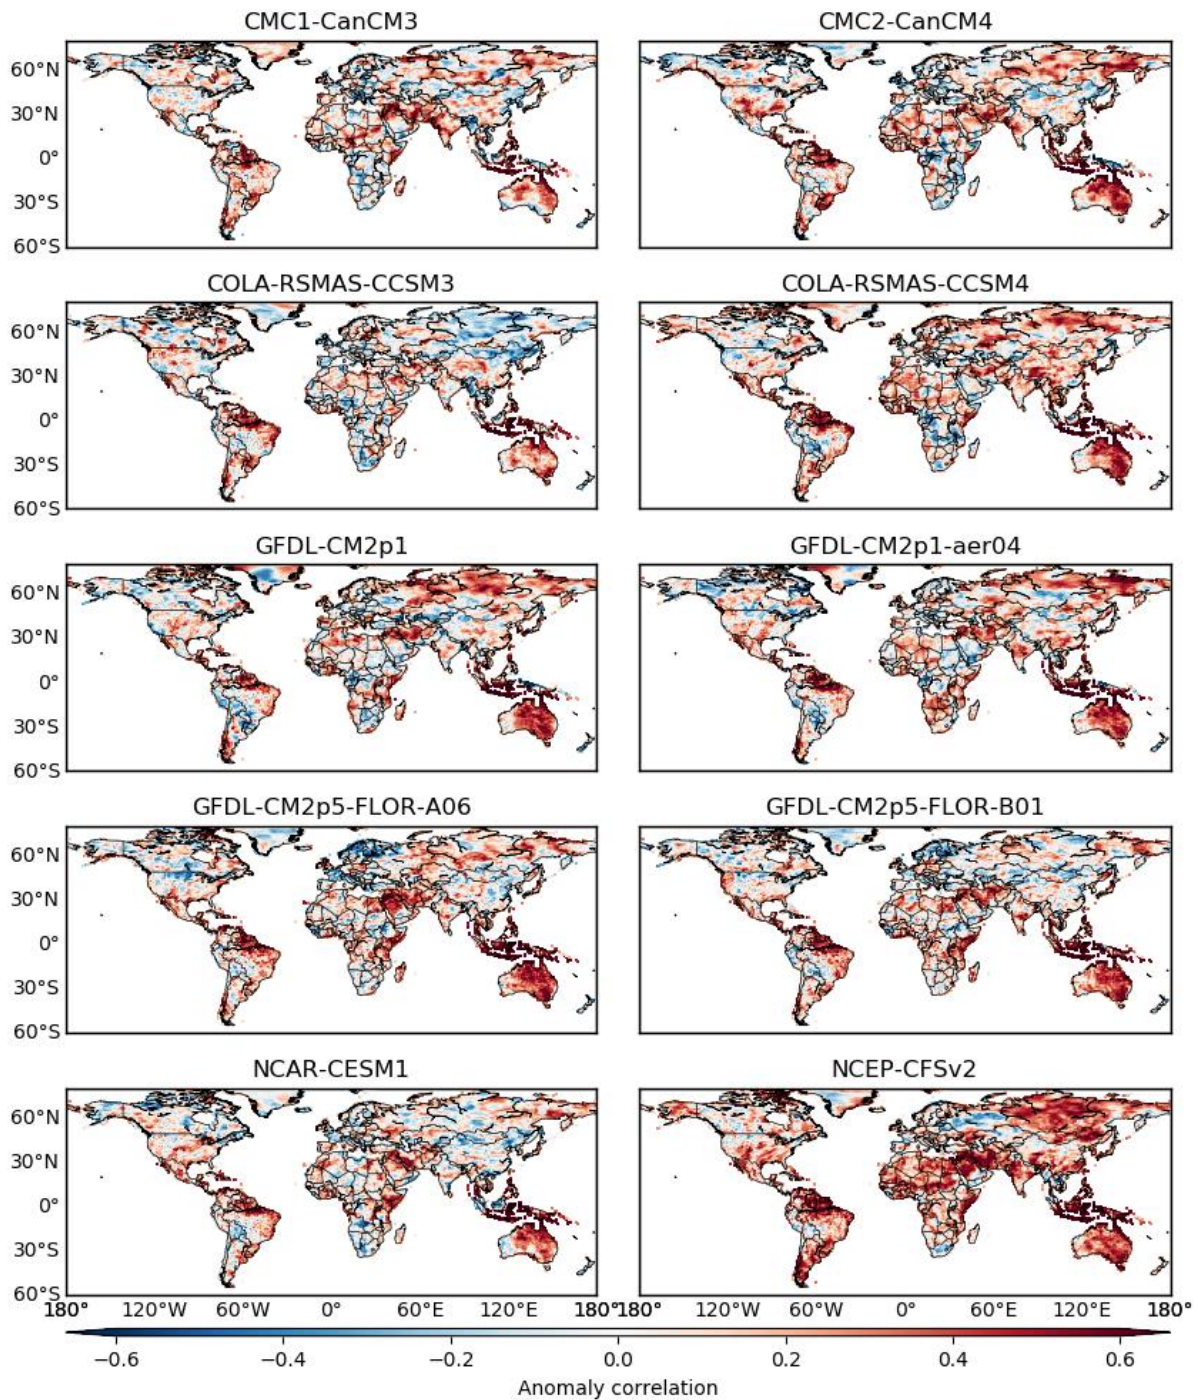 CMC1-CanCM3 CMC2-CanCM4
60°N
30°N
0°
30°S
60°S
COLA-RSMAS-CCSM3 COLA-RSMAS-CCSM4
60°N
30°N
0°
30°S
60°S
GFDL-CM2p1 GFDL-CM2p1-aer04
60°N
30°N
0°
30°S
60°S
GFDL-CM2p5-FLOR-A06 GFDL-CM2p5-FLOR-B01
60°N
30°N
0°
30°S
60°S
NCAR-CESM1 NCEP-CFSv2
60°N
30°N
0°
30°S
60°S
180° 120°W 60°W 0° 60°E 120°E 180° 180° 120°W 60°W 0° 60°E 120°E 180°
−0.6 −0.4 −0.2 0.0 0.2 0.4 0.6
Anomaly correlation